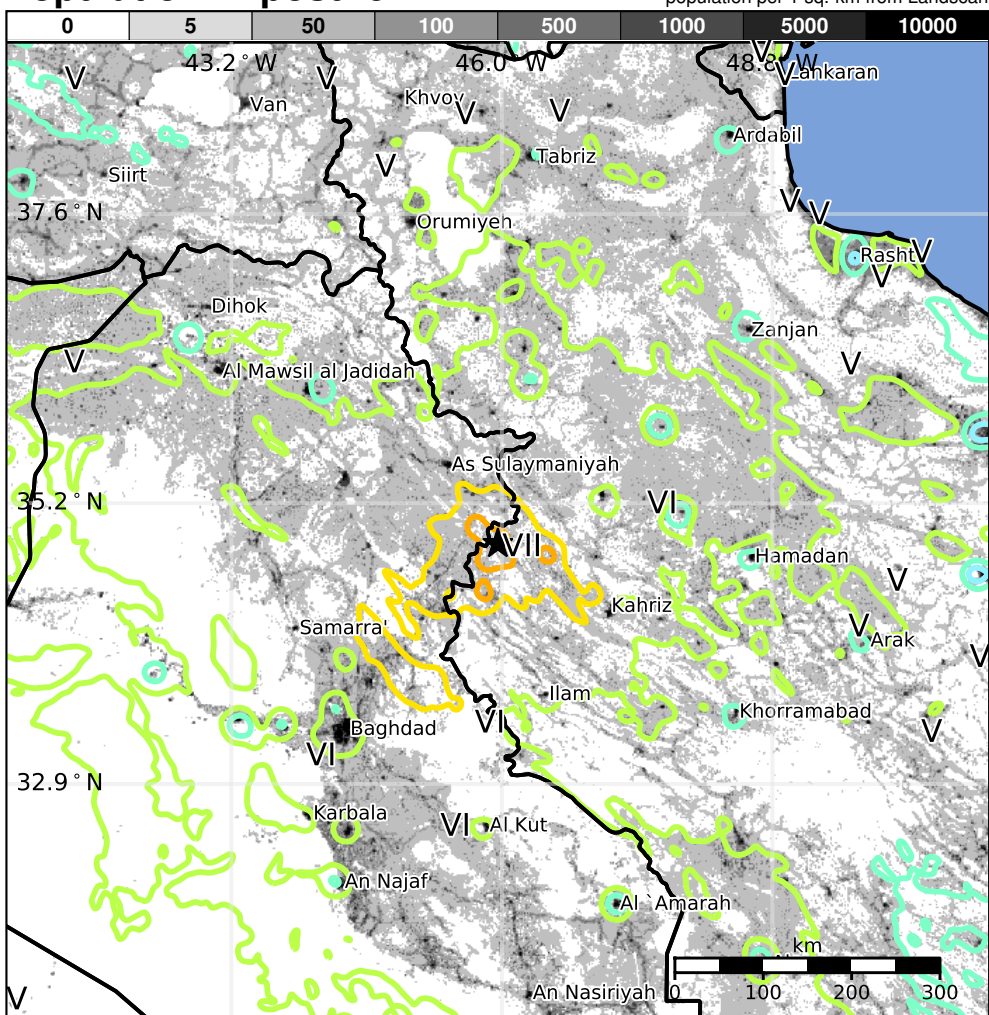 population per 1 sq. km from Landscan
0 5 50 100 500 1000 5000 10000
43.2°W 46.0°W 48.8°W
V V V V Lankaran
Van Khvoy V V
Ardabil
V Tabriz
Siirt
37.6°N V V
Orumiyeh
Rasht V
V
Dihok
Zanjan
V Al Mawsil al Jadidah V
As Sulaymaniyah
35.2°N VI
VII
Hamadan
V
Kahriz
Samarra' V
Arak
V
Ilam
Khorramabad
VI
Baghdad V
VI
32.9°N
Karbala
VI Al Kut
An Najaf
Al `Amarah
km
V An Nasiriyah 0 100 200 300